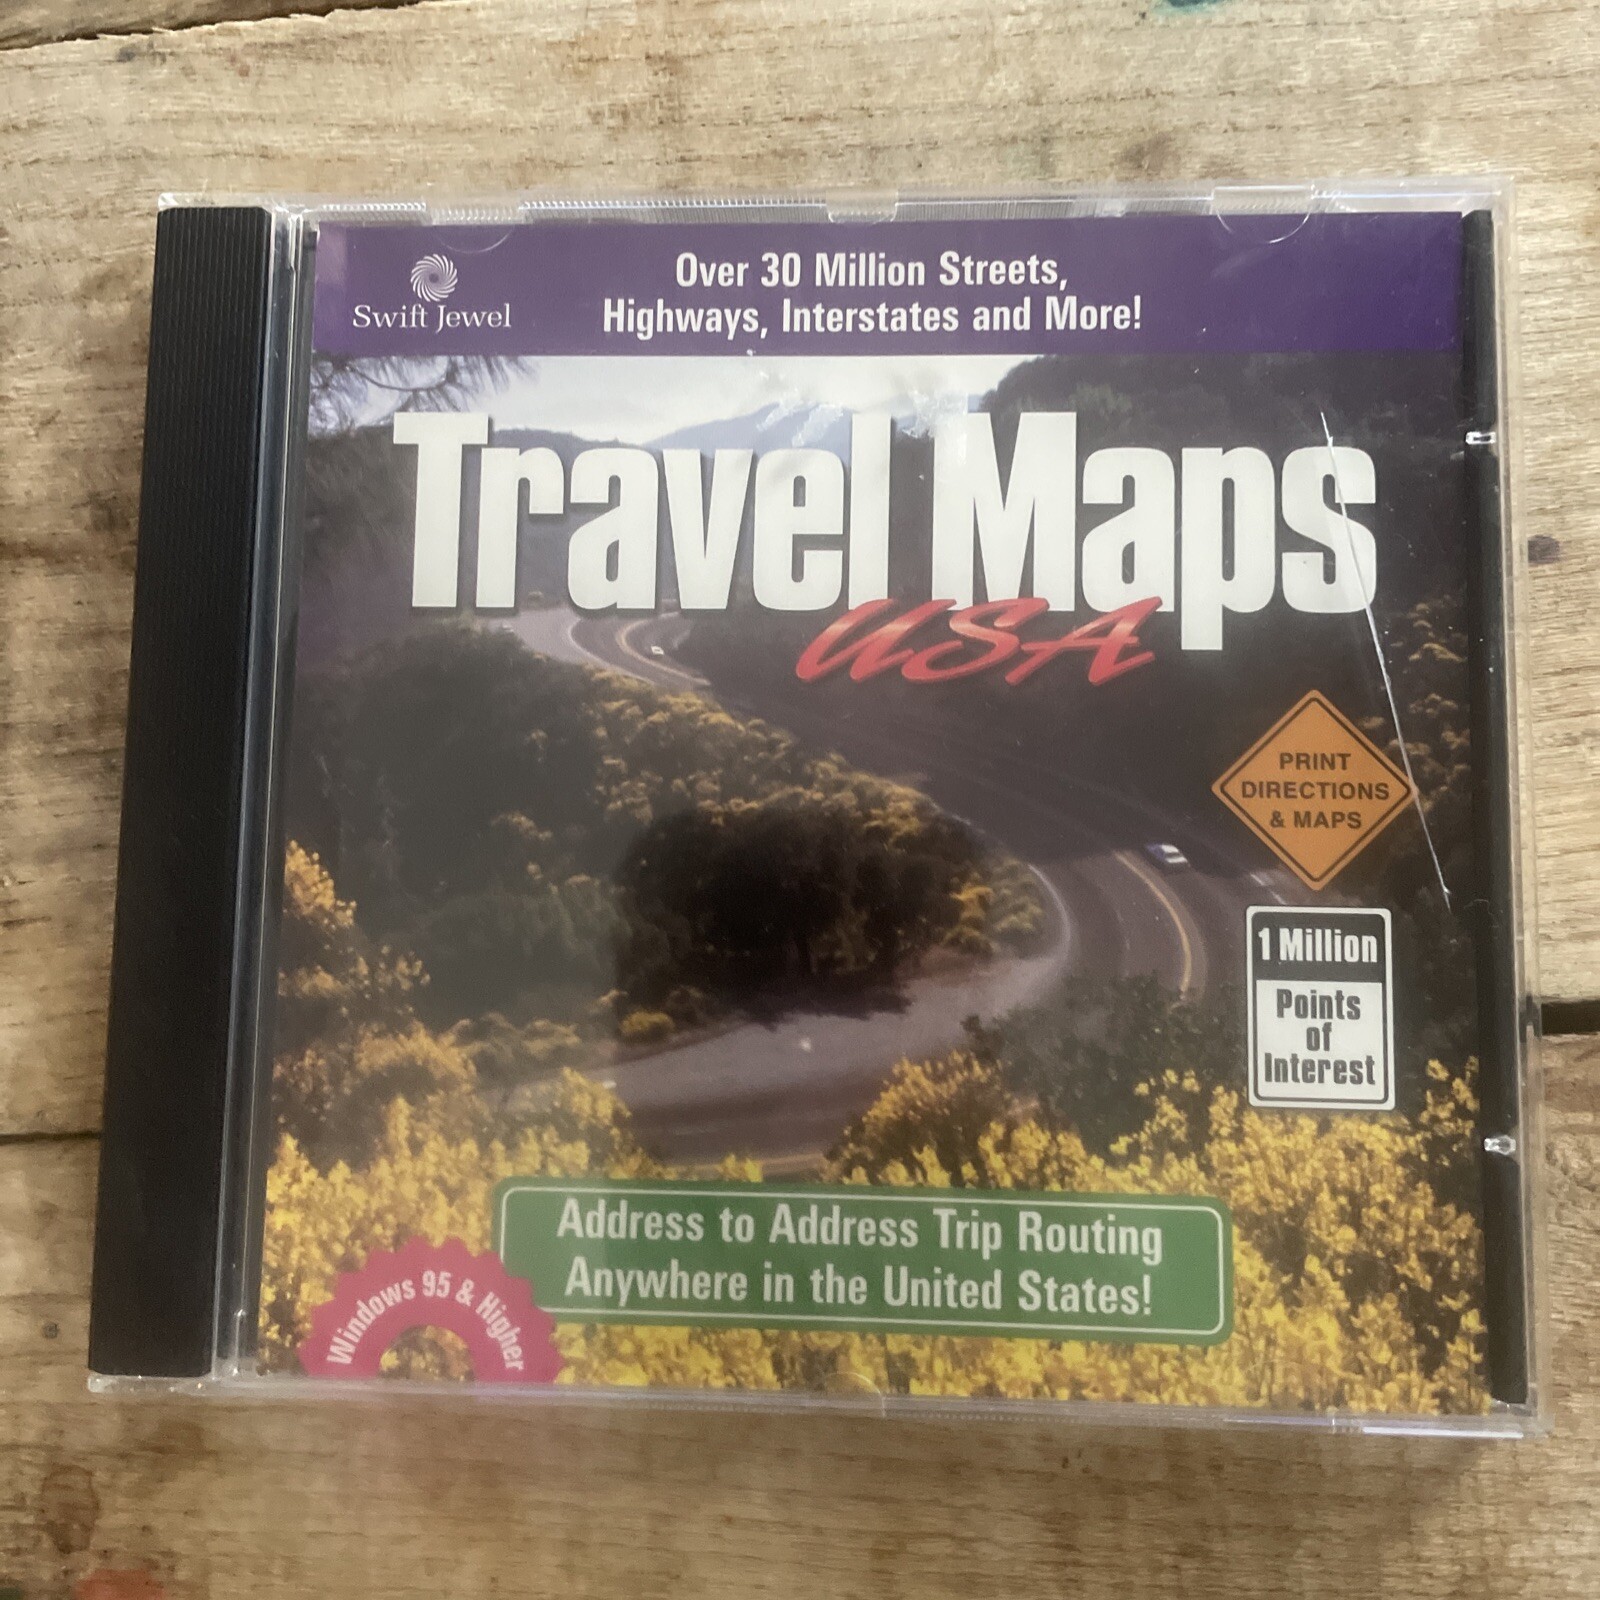 Swift Jewel
Over 30 Million Streets,
Highways, Interstates and More!
Travel Maps
USA
PRINT
DIRECTIONS
& MAPS
1 Million
Points
of
Interest
Address to Address Trip Routing
Anywhere in the United States!
Windows 95 & Higher